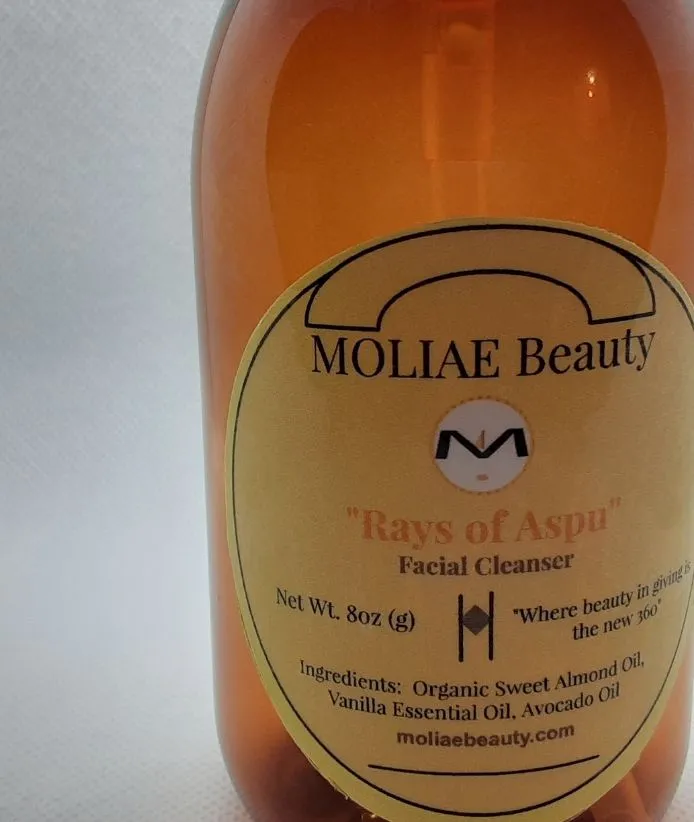 MOLIAE Beauty
M
"Rays of Aspu"
Facial Cleanser
Net Wt. 8oz (g)
"Where beauty in giving is
the new 360"
Ingredients: Organic Sweet Almond Oil,
Vanilla Essential Oil, Avocado Oil
moliaebeauty.com